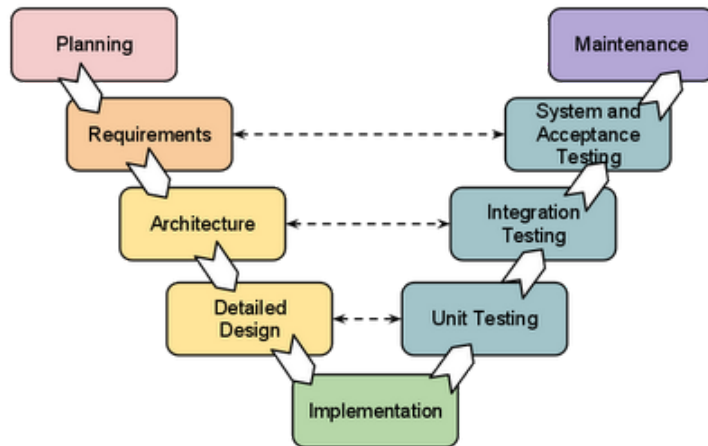 Planning
Maintenance
Requirements
System and
Acceptance
Testing
Architecture
Integration
Testing
Detailed
Design
Unit Testing
Implementation